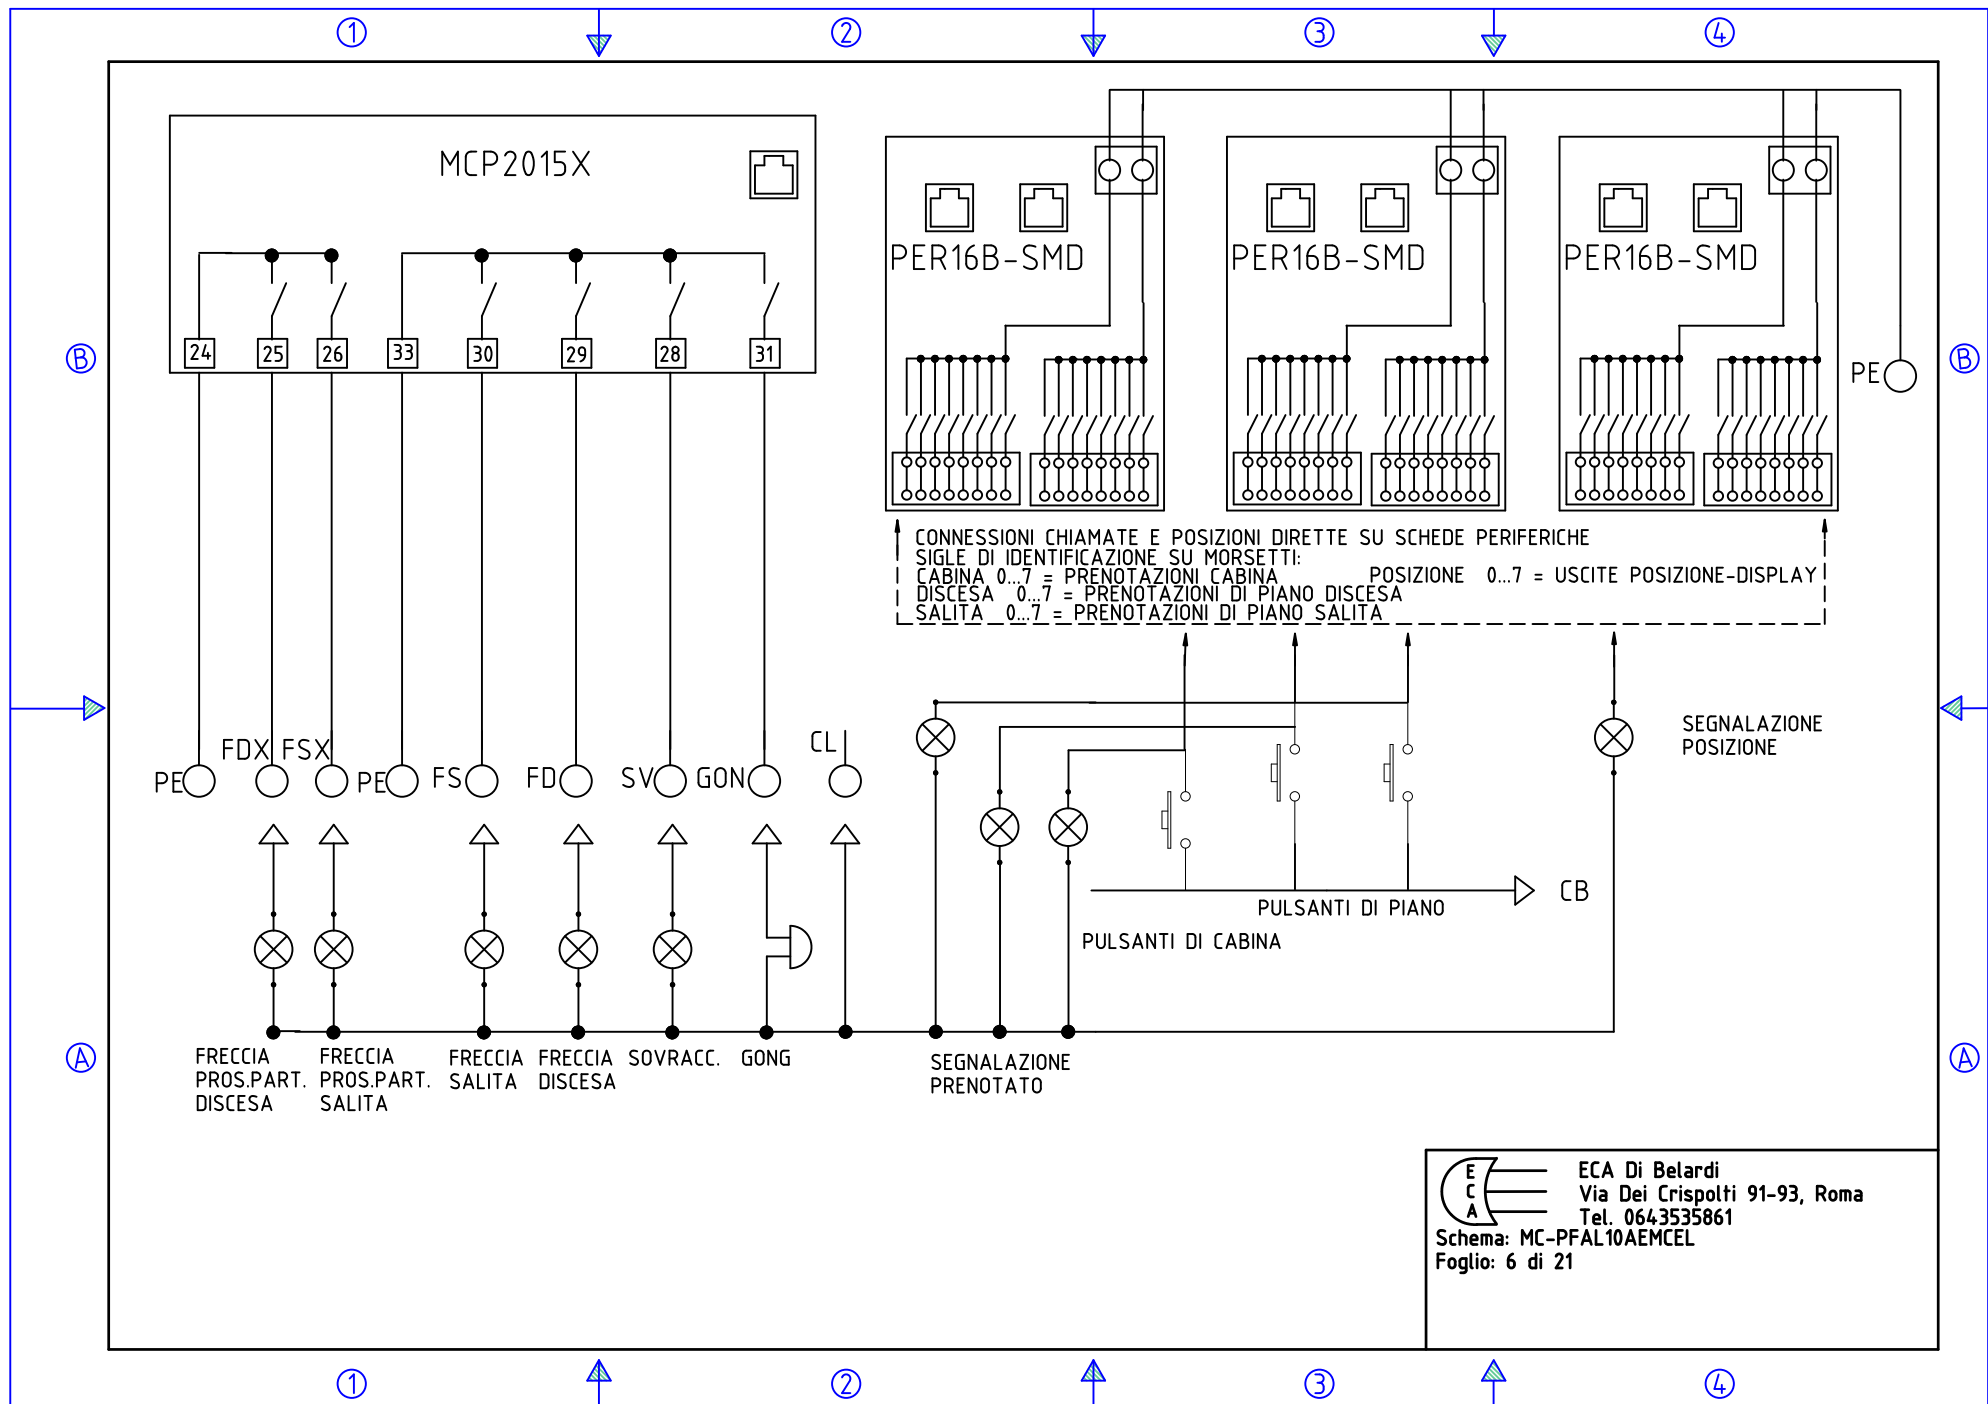 1 2 3 4
MCP2015X
PER16B-SMD PER16B-SMD PER16B-SMD
24 25 26 33 30 29 28 31
B B
PE
CONNESSIONI CHIAMATE E POSIZIONI DIRETTE SU SCHEDE PERIFERICHE
SIGLE DI IDENTIFICAZIONE SU MORSETTI:
CABINA 0...7 = PRENOTAZIONI CABINA POSIZIONE 0...7 = USCITE POSIZIONE-DISPLAY
DISCESA 0...7 = PRENOTAZIONI DI PIANO DISCESA
SALITA 0...7 = PRENOTAZIONI DI PIANO SALITA
SEGNALAZIONE
POSIZIONE
PE FDX FSX PE FS FD SV GON CL
CB
PULSANTI DI PIANO
PULSANTI DI CABINA
A A
FRECCIA
PROS.PART.
DISCESA
FRECCIA
PROS.PART.
SALITA
FRECCIA
SALITA
FRECCIA
DISCESA
SOVRACC.
GONG
SEGNALAZIONE
PRENOTATO
E
C
A
ECA Di Belardi
Via Dei Crispolti 91-93, Roma
Tel. 0643535861
Schema: MC-PFAL10AEMCEL
Foglio: 6 di 21
1 2 3 4